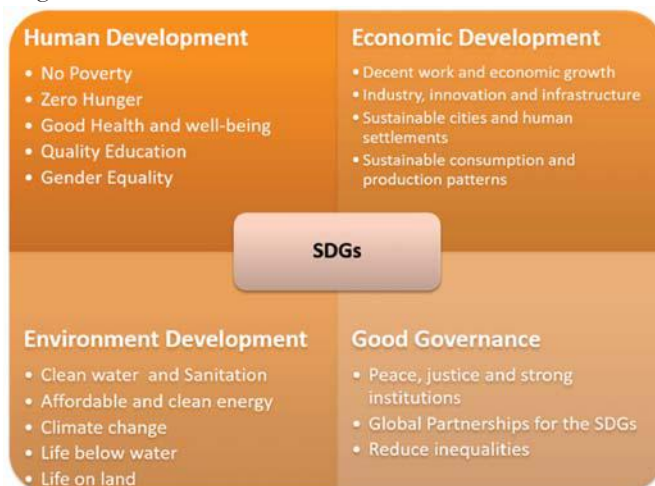 Human Development
• No Poverty
• Zero Hunger
• Good Health and well-being
• Quality Education
• Gender Equality
Economic Development
• Decent work and economic growth
• Industry, innovation and infrastructure
• Sustainable cities and human
settlements
• Sustainable consumption and
production patterns
SDGs
Environment Development
• Clean water and Sanitation
• Affordable and clean energy
• Climate change
• Life below water
• Life on land
Good Governance
• Peace, justice and strong
institutions
• Global Partnerships for the SDGs
• Reduce inequalities